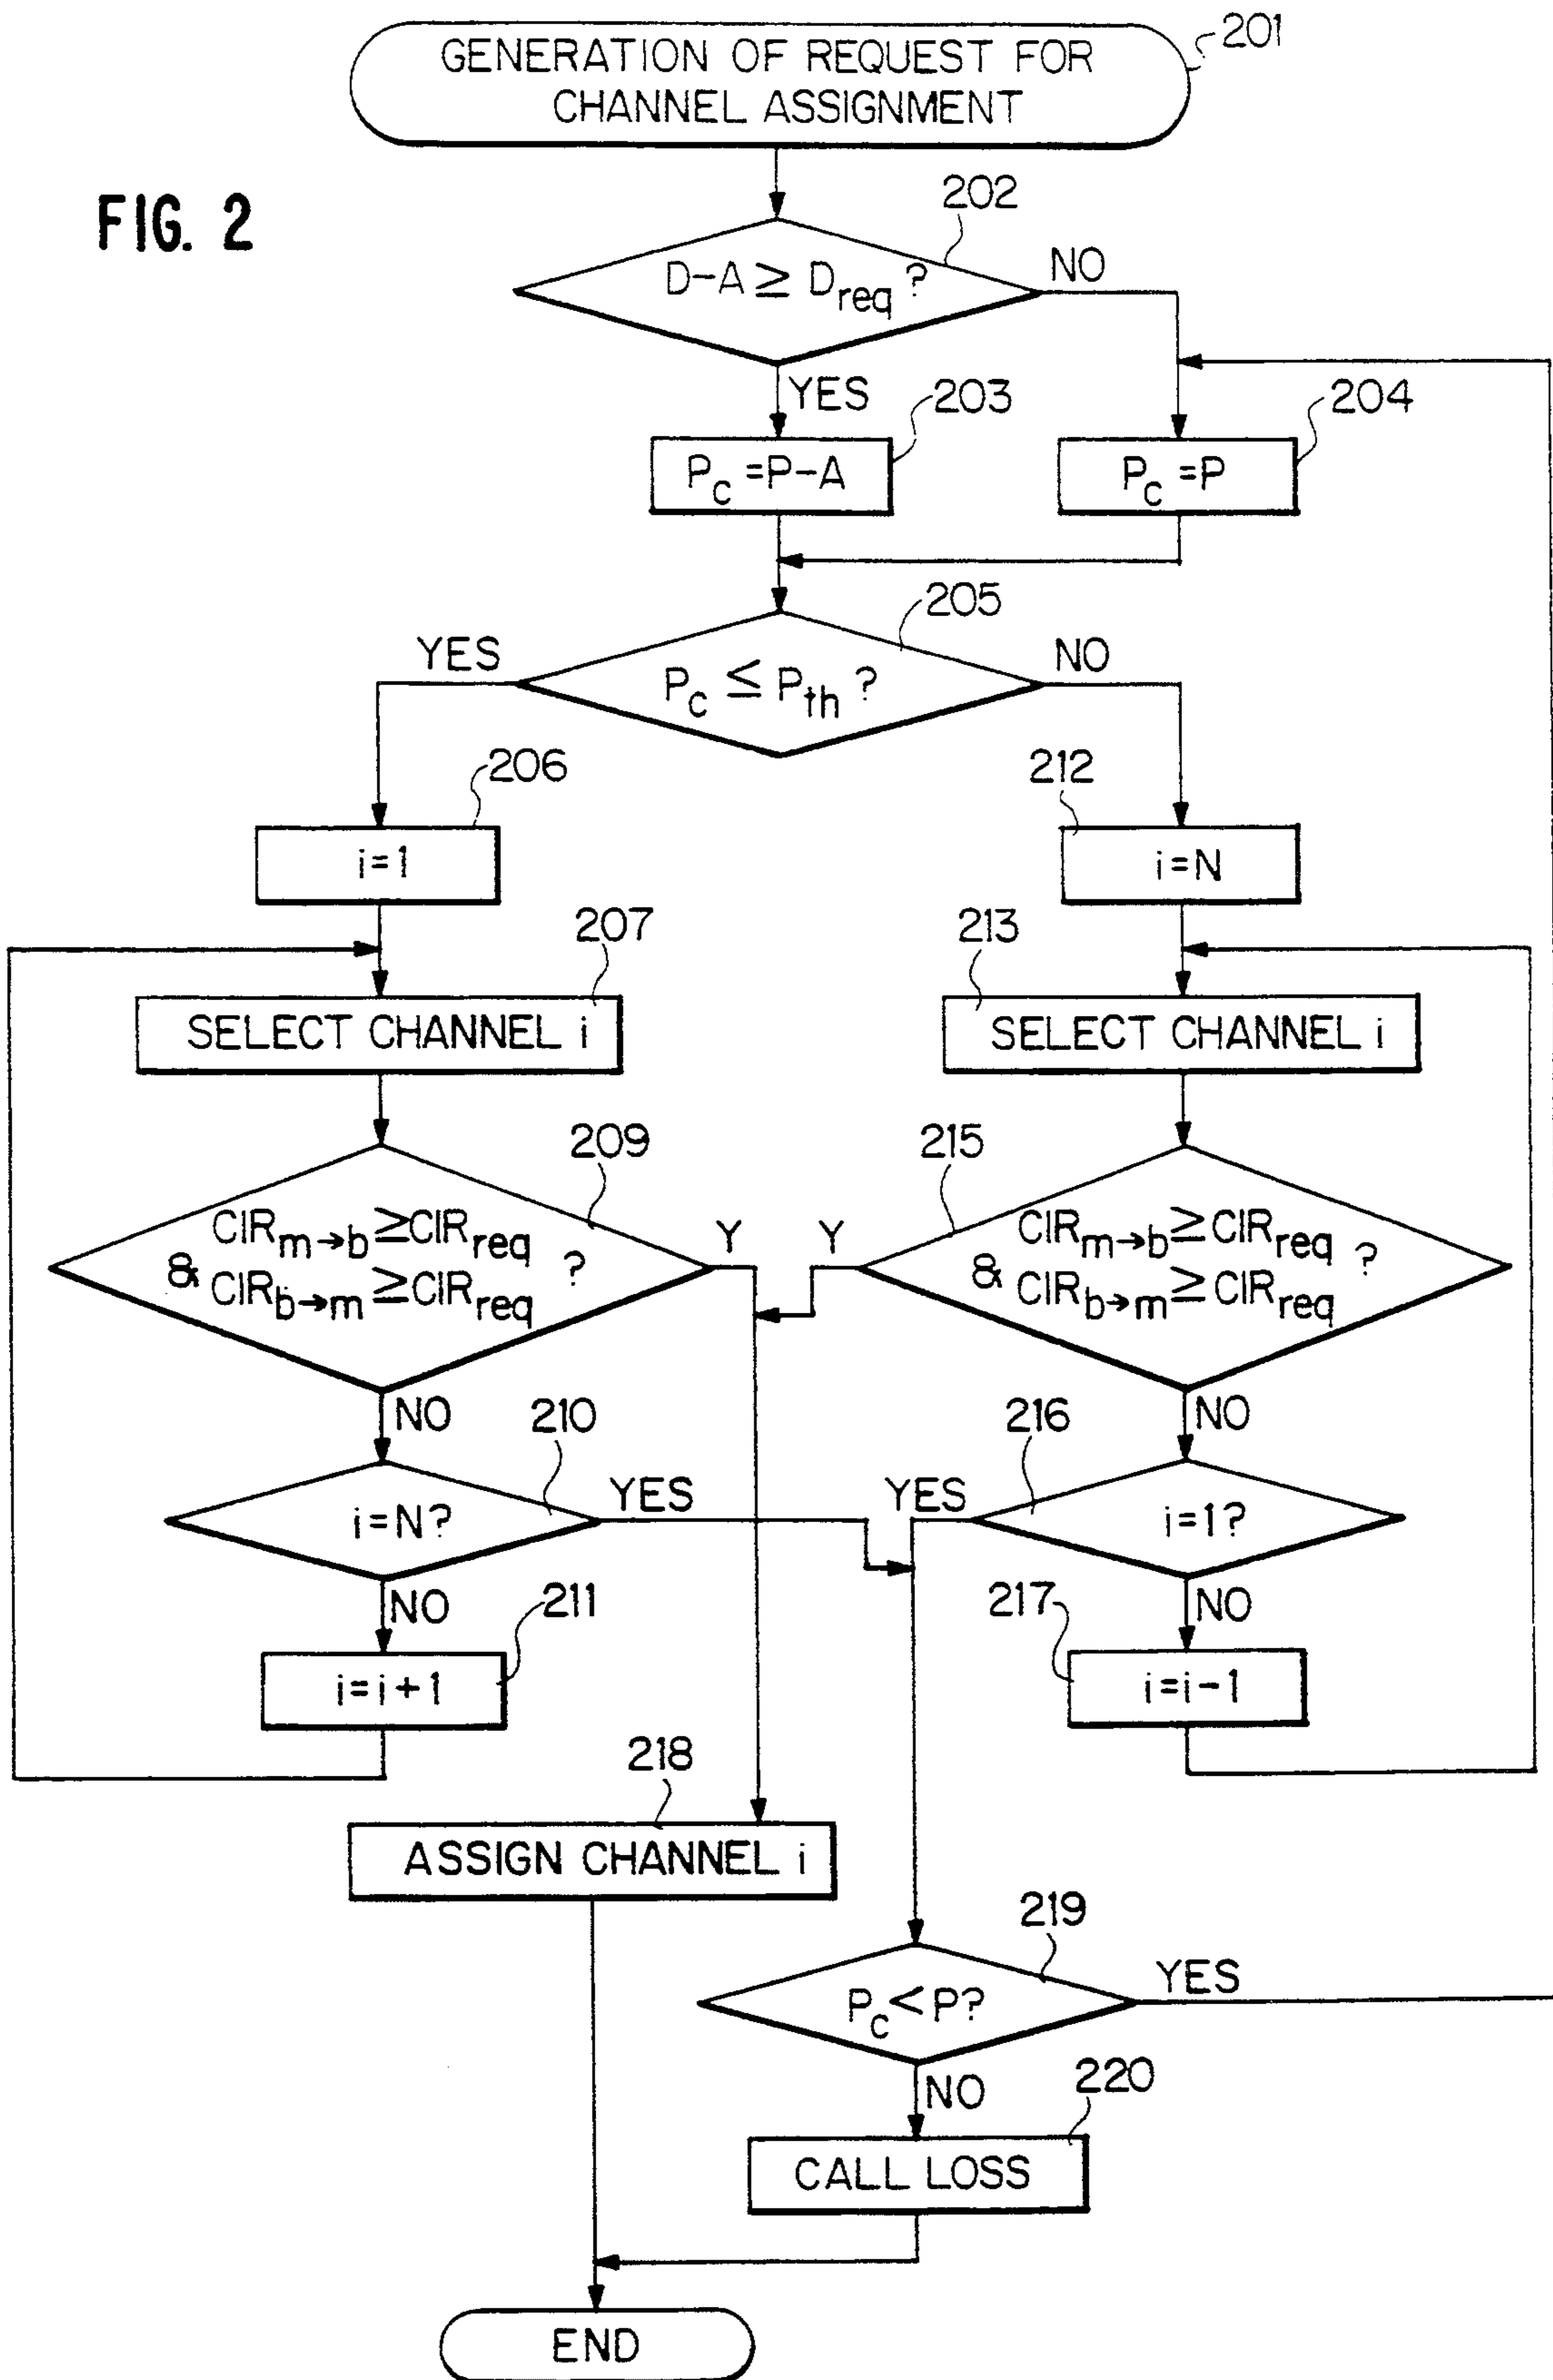 GENERATION OF REQUEST FOR
CHANNEL ASSIGNMENT
201
FIG. 2
202
D-A ≥ Dreq ?
NO
YES
203
204
Pc = P-A
Pc = P
205
YES
NO
Pc ≤ Pth ?
206
212
i=1
i=N
207
213
SELECT CHANNEL i
SELECT CHANNEL i
209
215
CIRm→b ≥ CIRreq
& CIRb→m ≥ CIRreq ?
Y
Y
CIRm→b ≥ CIRreq
& CIRb→m ≥ CIRreq ?
NO
210
216
NO
i=N?
YES
YES
i=1?
NO
211
217
NO
i=i+1
i=i-1
218
ASSIGN CHANNEL i
219
Pc < P?
YES
NO
220
CALL LOSS
END